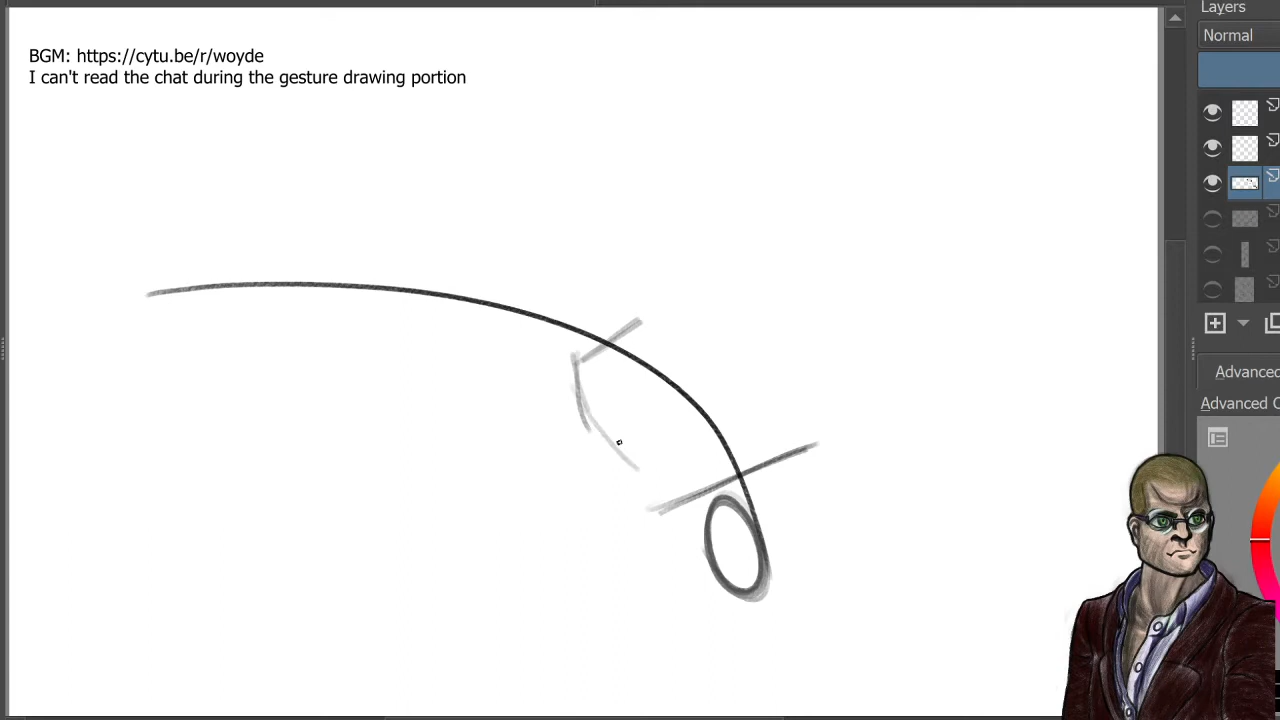 BGM: https://cytu.be/r/woyde
I can't read the chat during the gesture drawing portion
Layers
Normal
Advanced
Advanced C